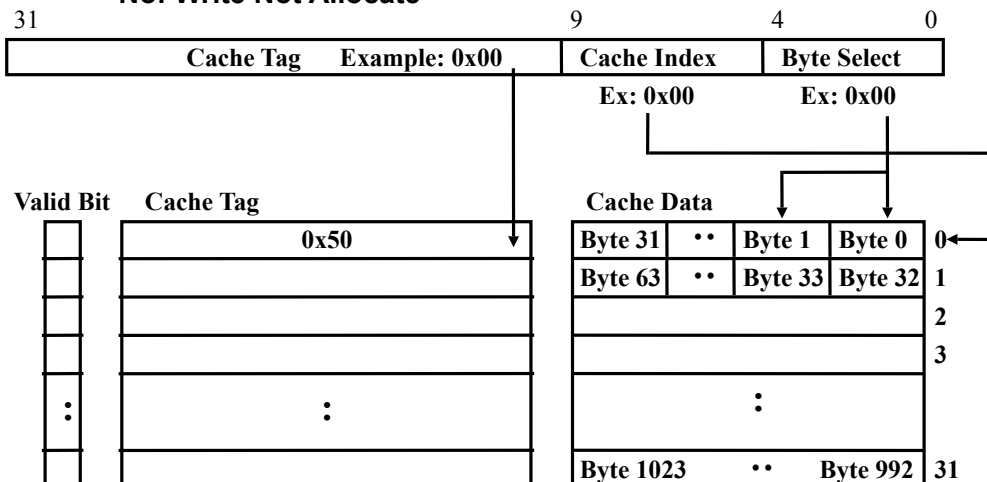 No: Write Not Allocate
31 9 4 0
Cache Tag Example: 0x00 Cache Index Byte Select
Ex: 0x00 Ex: 0x00
Valid Bit Cache Tag Cache Data
0x50 Byte 31 •• Byte 1 Byte 0 0
Byte 63 •• Byte 33 Byte 32 1
2
3
: : :
Byte 1023 •• Byte 992 31